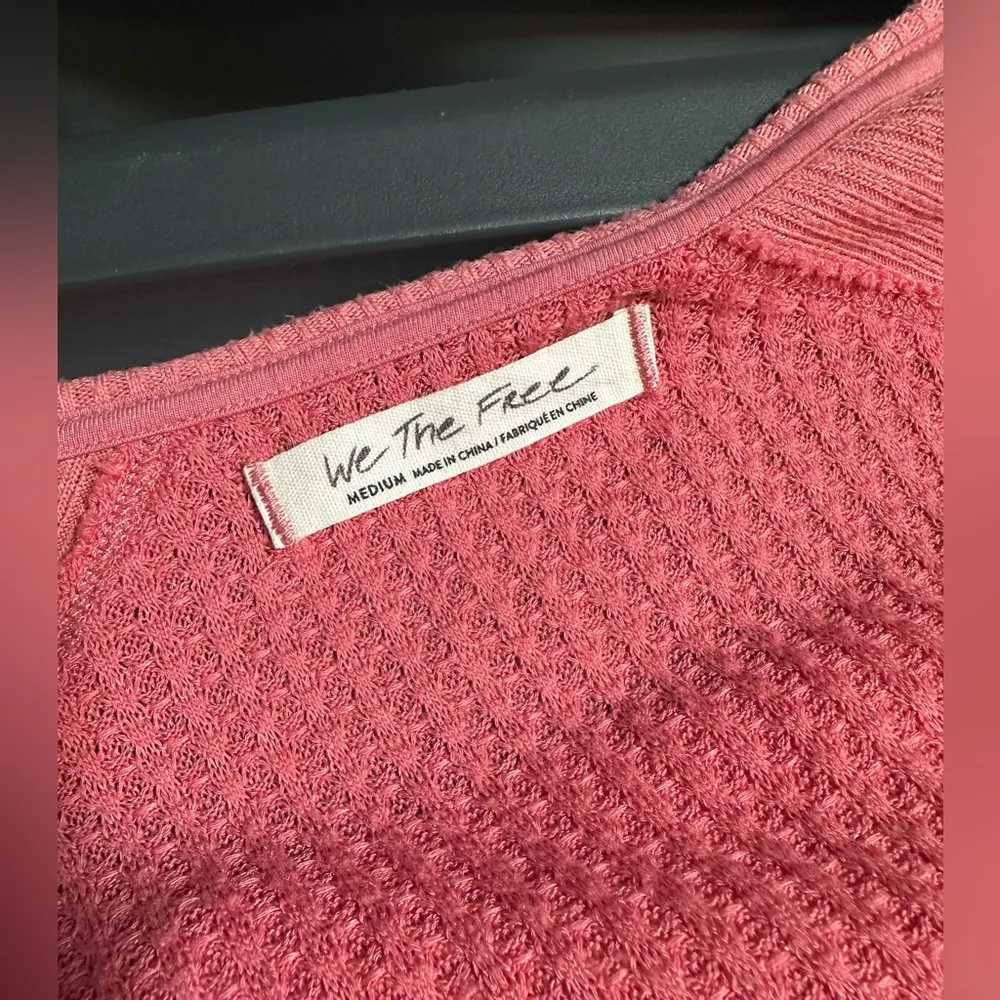 We The Free
MEDIUM MADE IN CHINA / FABRIQUÉ EN CHINE